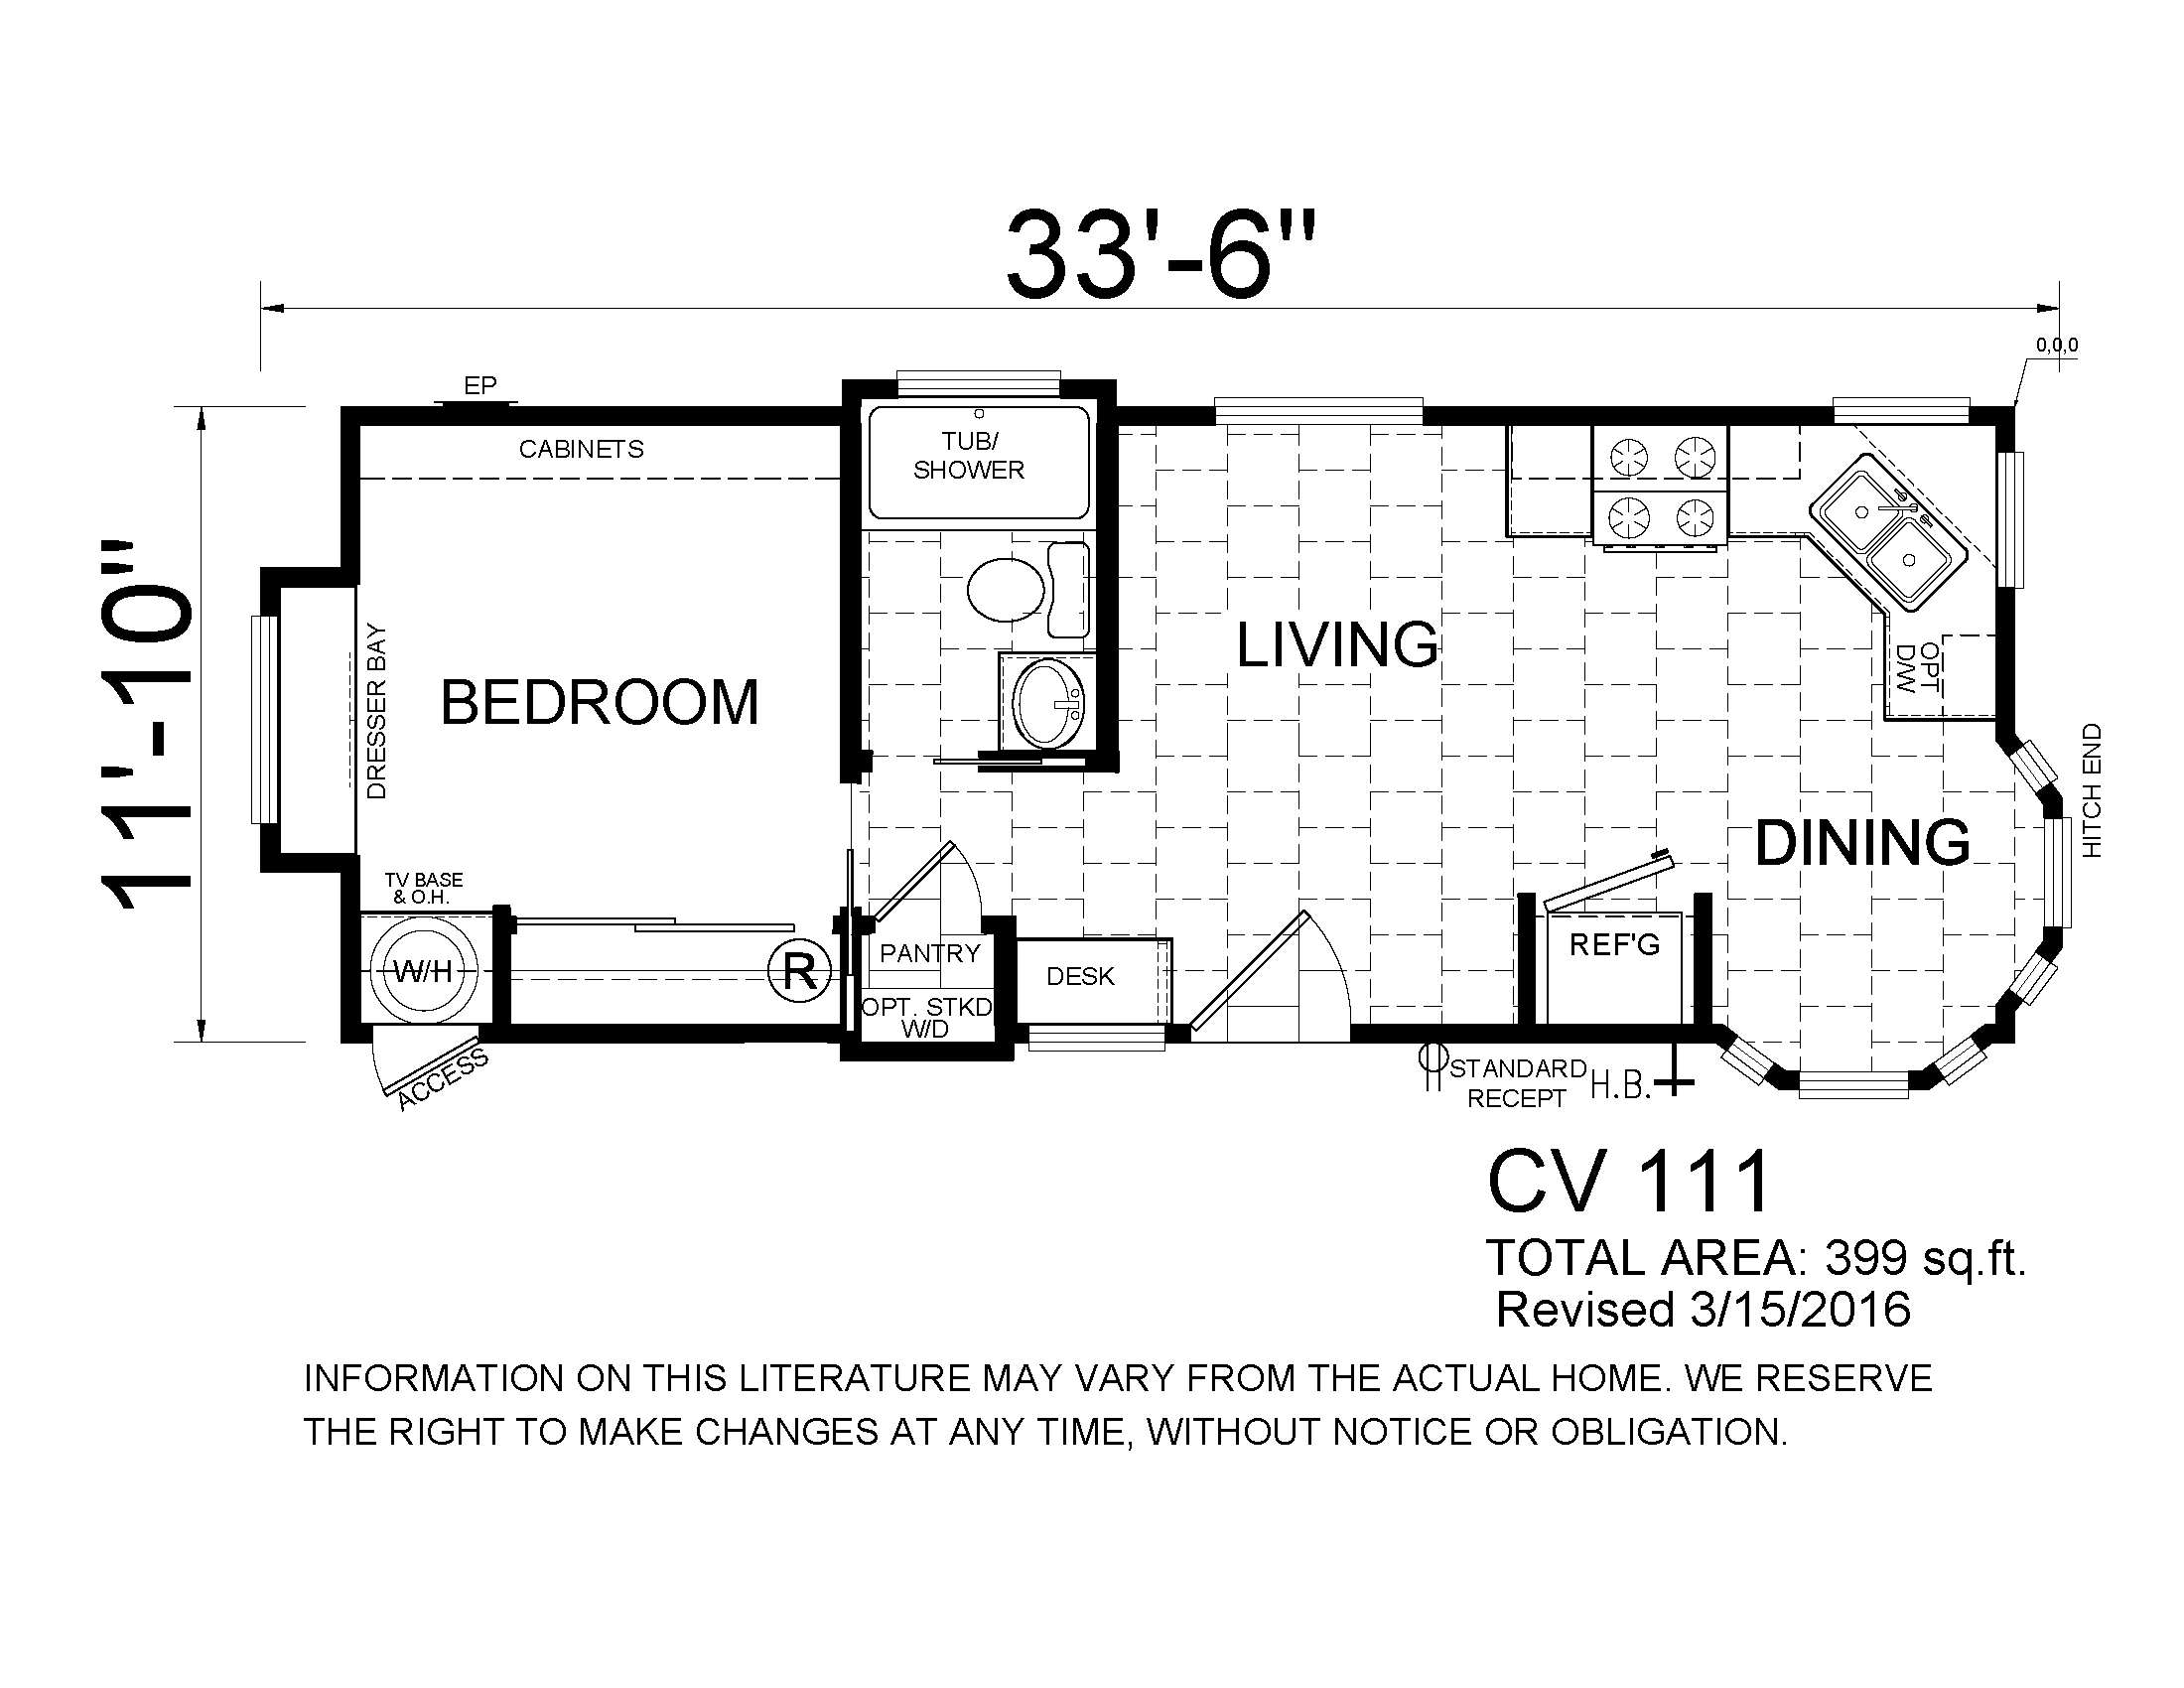 33'-6"
0,0,0
EP
CABINETS
TUB/
SHOWER
11'-10"
DRESSER BAY
BEDROOM
LIVING
OPT
D/W
HITCH END
DINING
TV BASE
& O.H.
W/H
R
PANTRY
OPT. STKD
W/D
DESK
REF'G
ACCESS
STANDARD
RECEPT
H.B.
CV 111
TOTAL AREA: 399 sq.ft.
Revised 3/15/2016
INFORMATION ON THIS LITERATURE MAY VARY FROM THE ACTUAL HOME. WE RESERVE
THE RIGHT TO MAKE CHANGES AT ANY TIME, WITHOUT NOTICE OR OBLIGATION.